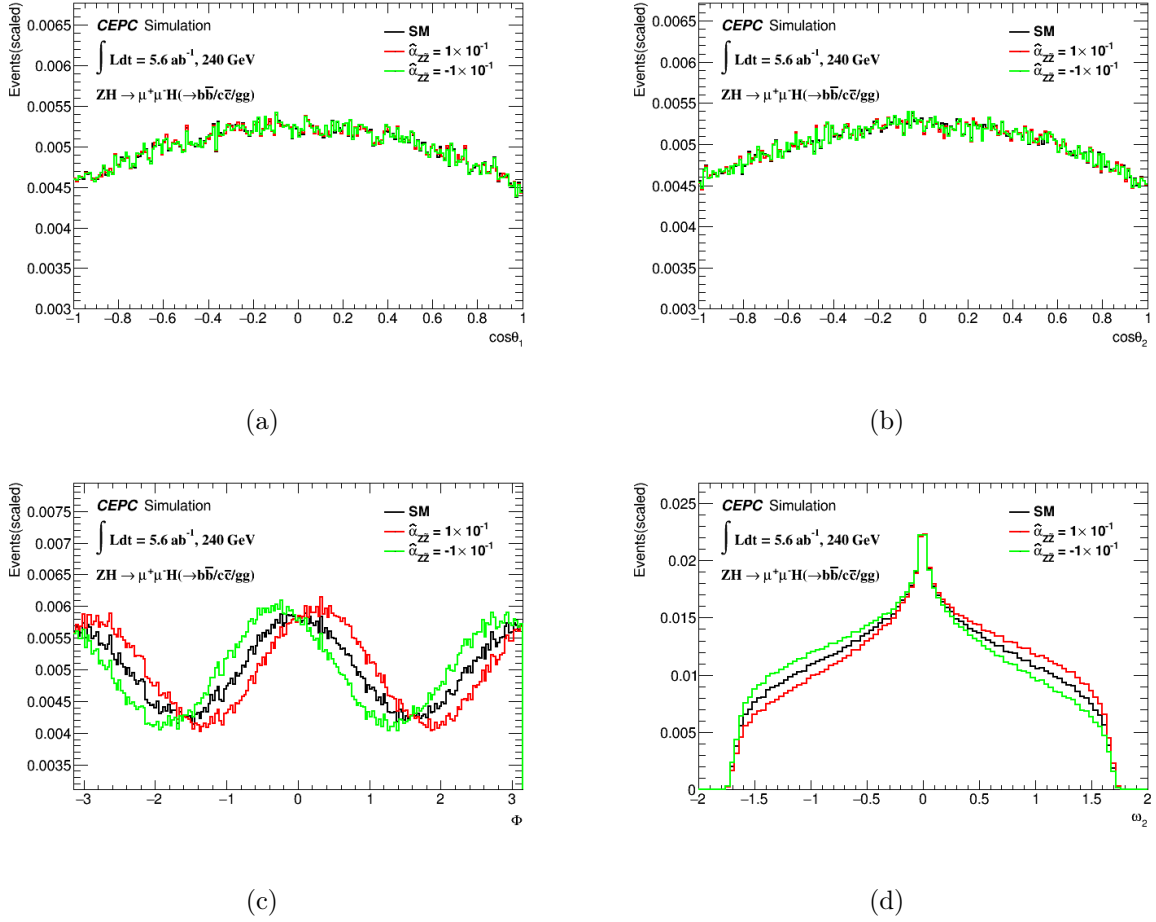 Events(scaled)
CEPC Simulation
∫ Ldt = 5.6 ab⁻¹, 240 GeV
ZH → μ⁺μ⁻H(→bb̅/cc̅/gg)
SM
α̂_ZZ̃ = 1× 10⁻¹
α̂_ZZ̃ = -1× 10⁻¹
0.0065
0.006
0.0055
0.005
0.0045
0.004
0.0035
0.003
−1 −0.8 −0.6 −0.4 −0.2 0 0.2 0.4 0.6 0.8 1
cosθ₁
(a)
Events(scaled)
CEPC Simulation
∫ Ldt = 5.6 ab⁻¹, 240 GeV
ZH → μ⁺μ⁻H(→bb̅/cc̅/gg)
SM
α̂_ZZ̃ = 1× 10⁻¹
α̂_ZZ̃ = -1× 10⁻¹
0.0065
0.006
0.0055
0.005
0.0045
0.004
0.0035
0.003
−1 −0.8 −0.6 −0.4 −0.2 0 0.2 0.4 0.6 0.8 1
cosθ₂
(b)
Events(scaled)
CEPC Simulation
∫ Ldt = 5.6 ab⁻¹, 240 GeV
ZH → μ⁺μ⁻H(→bb̅/cc̅/gg)
SM
α̂_ZZ̃ = 1× 10⁻¹
α̂_ZZ̃ = -1× 10⁻¹
0.0075
0.007
0.0065
0.006
0.0055
0.005
0.0045
0.004
0.0035
−3 −2 −1 0 1 2 3
Φ
(c)
Events(scaled)
CEPC Simulation
∫ Ldt = 5.6 ab⁻¹, 240 GeV
ZH → μ⁺μ⁻H(→bb̅/cc̅/gg)
SM
α̂_ZZ̃ = 1× 10⁻¹
α̂_ZZ̃ = -1× 10⁻¹
0.025
0.02
0.015
0.01
0.005
0
−2 −1.5 −1 −0.5 0 0.5 1 1.5 2
ω₂
(d)